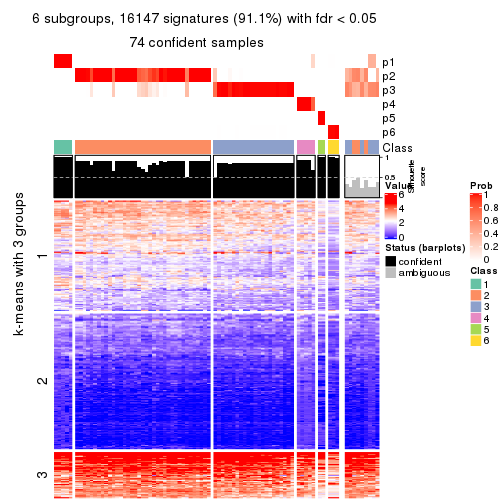 6 subgroups, 16147 signatures (91.1%) with fdr < 0.05
74 confident samples
p1
p2
p3
p4
p5
p6
Class
1
0.5
Silhouette
score
k-means with 3 groups
1
2
3
Value
6
4
2
0
Status (barplots)
confident
ambiguous
Prob
1
0.8
0.6
0.4
0.2
0
Class
1
2
3
4
5
6